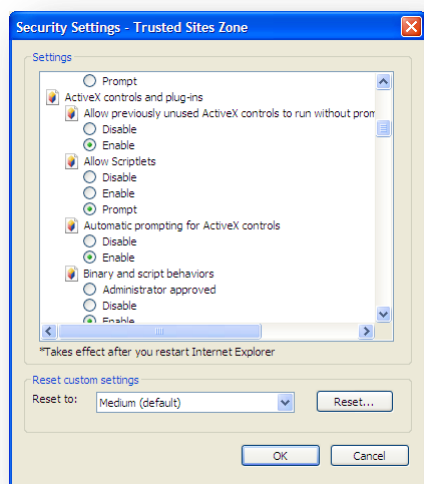 Security Settings - Trusted Sites Zone
Settings
Prompt
ActiveX controls and plug-ins
Allow previously unused ActiveX controls to run without prom
Disable
Enable
Allow Scriptlets
Disable
Enable
Prompt
Automatic prompting for ActiveX controls
Disable
Enable
Binary and script behaviors
Administrator approved
Disable
Enable
*Takes effect after you restart Internet Explorer
Reset custom settings
Reset to: Medium (default) Reset...
OK Cancel